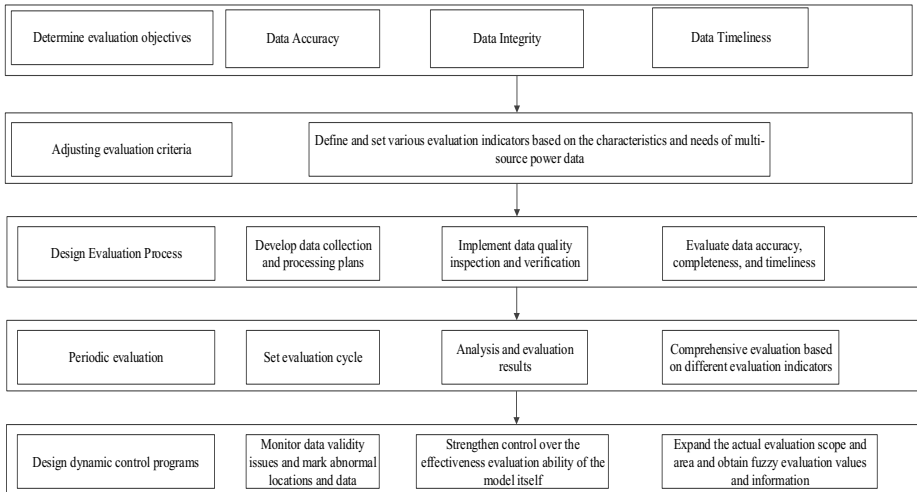 Determine evaluation objectives
Data Accuracy
Data Integrity
Data Timeliness
Adjusting evaluation criteria
Define and set various evaluation indicators based on the characteristics and needs of multi-
source power data
Design Evaluation Process
Develop data collection
and processing plans
Implement data quality
inspection and verification
Evaluate data accuracy,
completeness, and timeliness
Periodic evaluation
Set evaluation cycle
Analysis and evaluation
results
Comprehensive evaluation based
on different evaluation indicators
Design dynamic control programs
Monitor data validity
issues and mark abnormal
locations and data
Strengthen control over the
effectiveness evaluation ability of the
model itself
Expand the actual evaluation scope and
area and obtain fuzzy evaluation values
and information